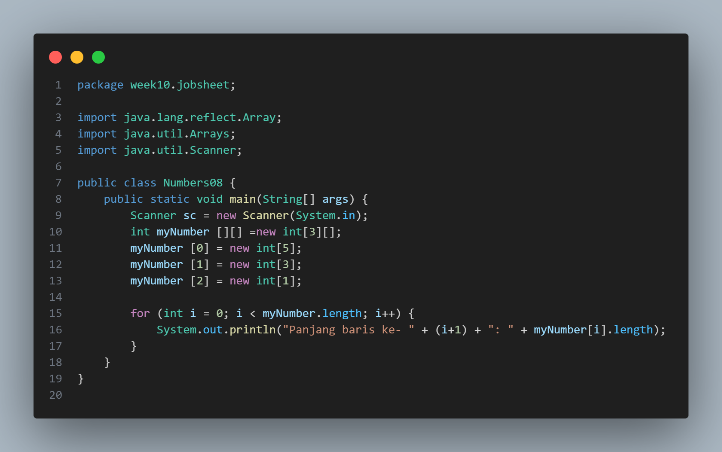 1 package week10.jobsheet;
2
3 import java.lang.reflect.Array;
4 import java.util.Arrays;
5 import java.util.Scanner;
6
7 public class Numbers08 {
8     public static void main(String[] args) {
9         Scanner sc = new Scanner(System.in);
10         int myNumber [][] =new int[3][];
11         myNumber [0] = new int[5];
12         myNumber [1] = new int[3];
13         myNumber [2] = new int[1];
14
15         for (int i = 0; i < myNumber.length; i++) {
16             System.out.println("Panjang baris ke- " + (i+1) + ": " + myNumber[i].length);
17         }
18     }
19 }
20